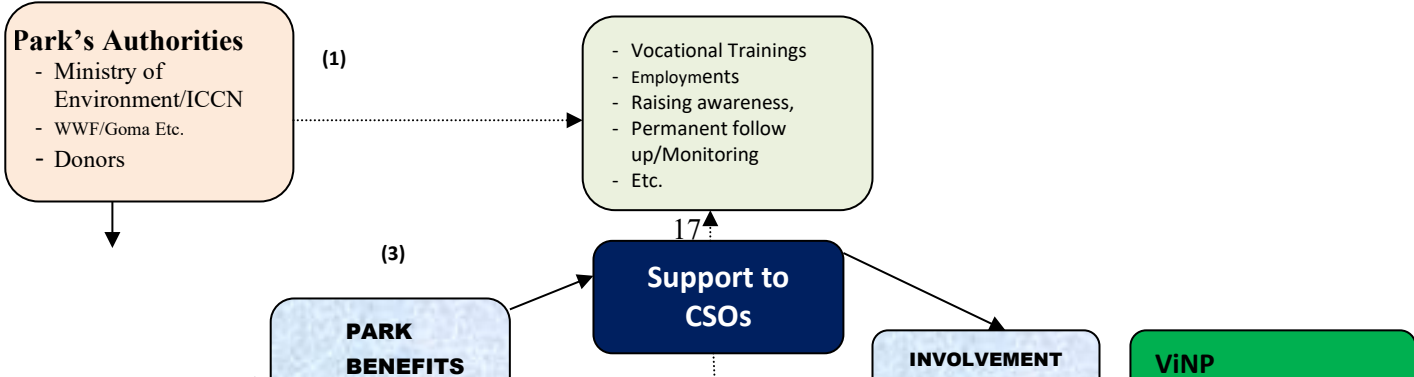 Park's Authorities
- Ministry of
Environment/ICCN
- WWF/Goma Etc.
- Donors
(1)
- Vocational Trainings
- Employments
- Raising awareness,
- Permanent follow
up/Monitoring
- Etc.
17
(3)
Support to
CSOs
PARK
BENEFITS
INVOLVEMENT
ViNP